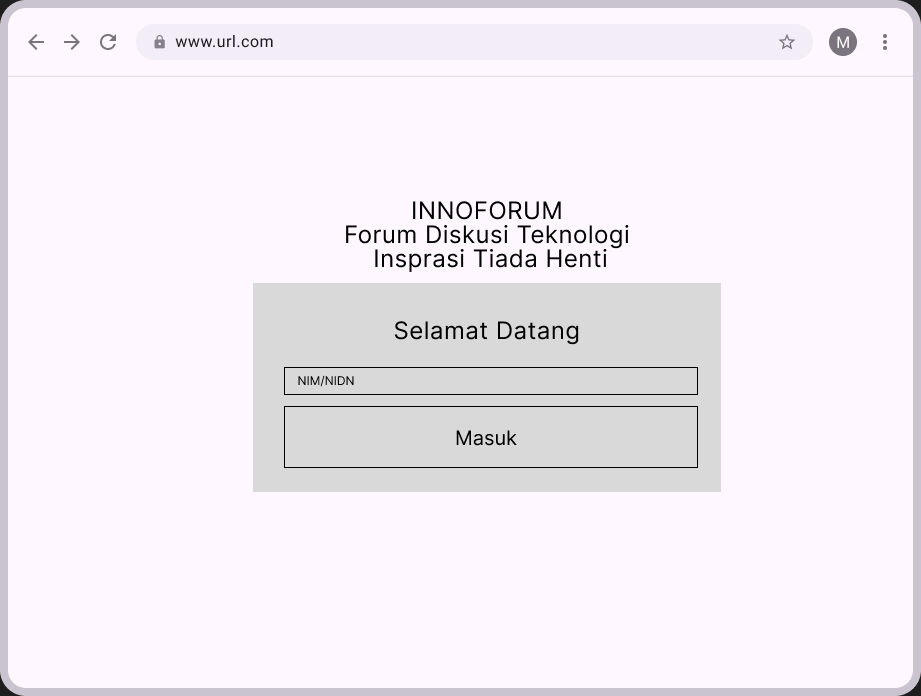 www.url.com
M
INNOFORUM
Forum Diskusi Teknologi
Insprasi Tiada Henti
Selamat Datang
NIM/NIDN
Masuk